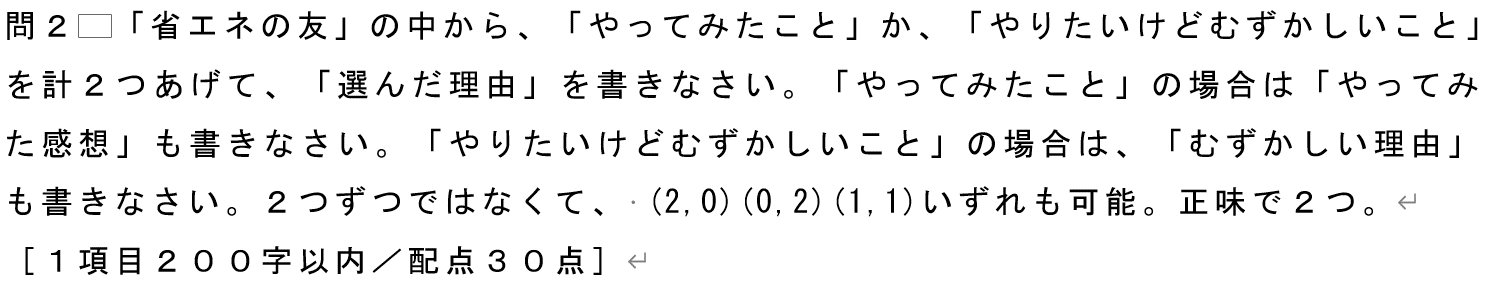 問２□「省エネの友」の中から、「やってみたこと」か、「やりたいけどむずかしいこと」
を計２つあげて、「選んだ理由」を書きなさい。「やってみたこと」の場合は「やってみ
た感想」も書きなさい。「やりたいけどむずかしいこと」の場合は、「むずかしい理由」
も書きなさい。２つずつではなくて、･(2,0)(0,2)(1,1)いずれも可能。正味で２つ。↵
［１項目２００字以内／配点３０点］↵